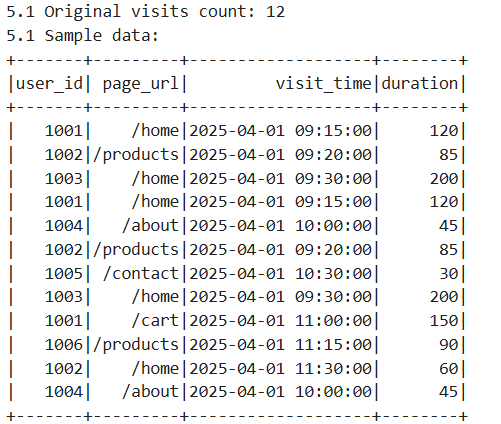 5.1 Original visits count: 12
5.1 Sample data:
+-------+---------+-------------------+--------+
|user_id| page_url|         visit_time|duration|
+-------+---------+-------------------+--------+
|   1001|    /home|2025-04-01 09:15:00|     120|
|   1002|/products|2025-04-01 09:20:00|      85|
|   1003|    /home|2025-04-01 09:30:00|     200|
|   1001|    /home|2025-04-01 09:15:00|     120|
|   1004|   /about|2025-04-01 10:00:00|      45|
|   1002|/products|2025-04-01 09:20:00|      85|
|   1005| /contact|2025-04-01 10:30:00|      30|
|   1003|    /home|2025-04-01 09:30:00|     200|
|   1001|    /cart|2025-04-01 11:00:00|     150|
|   1006|/products|2025-04-01 11:15:00|      90|
|   1002|    /home|2025-04-01 11:30:00|      60|
|   1004|   /about|2025-04-01 10:00:00|      45|
+-------+---------+-------------------+--------+